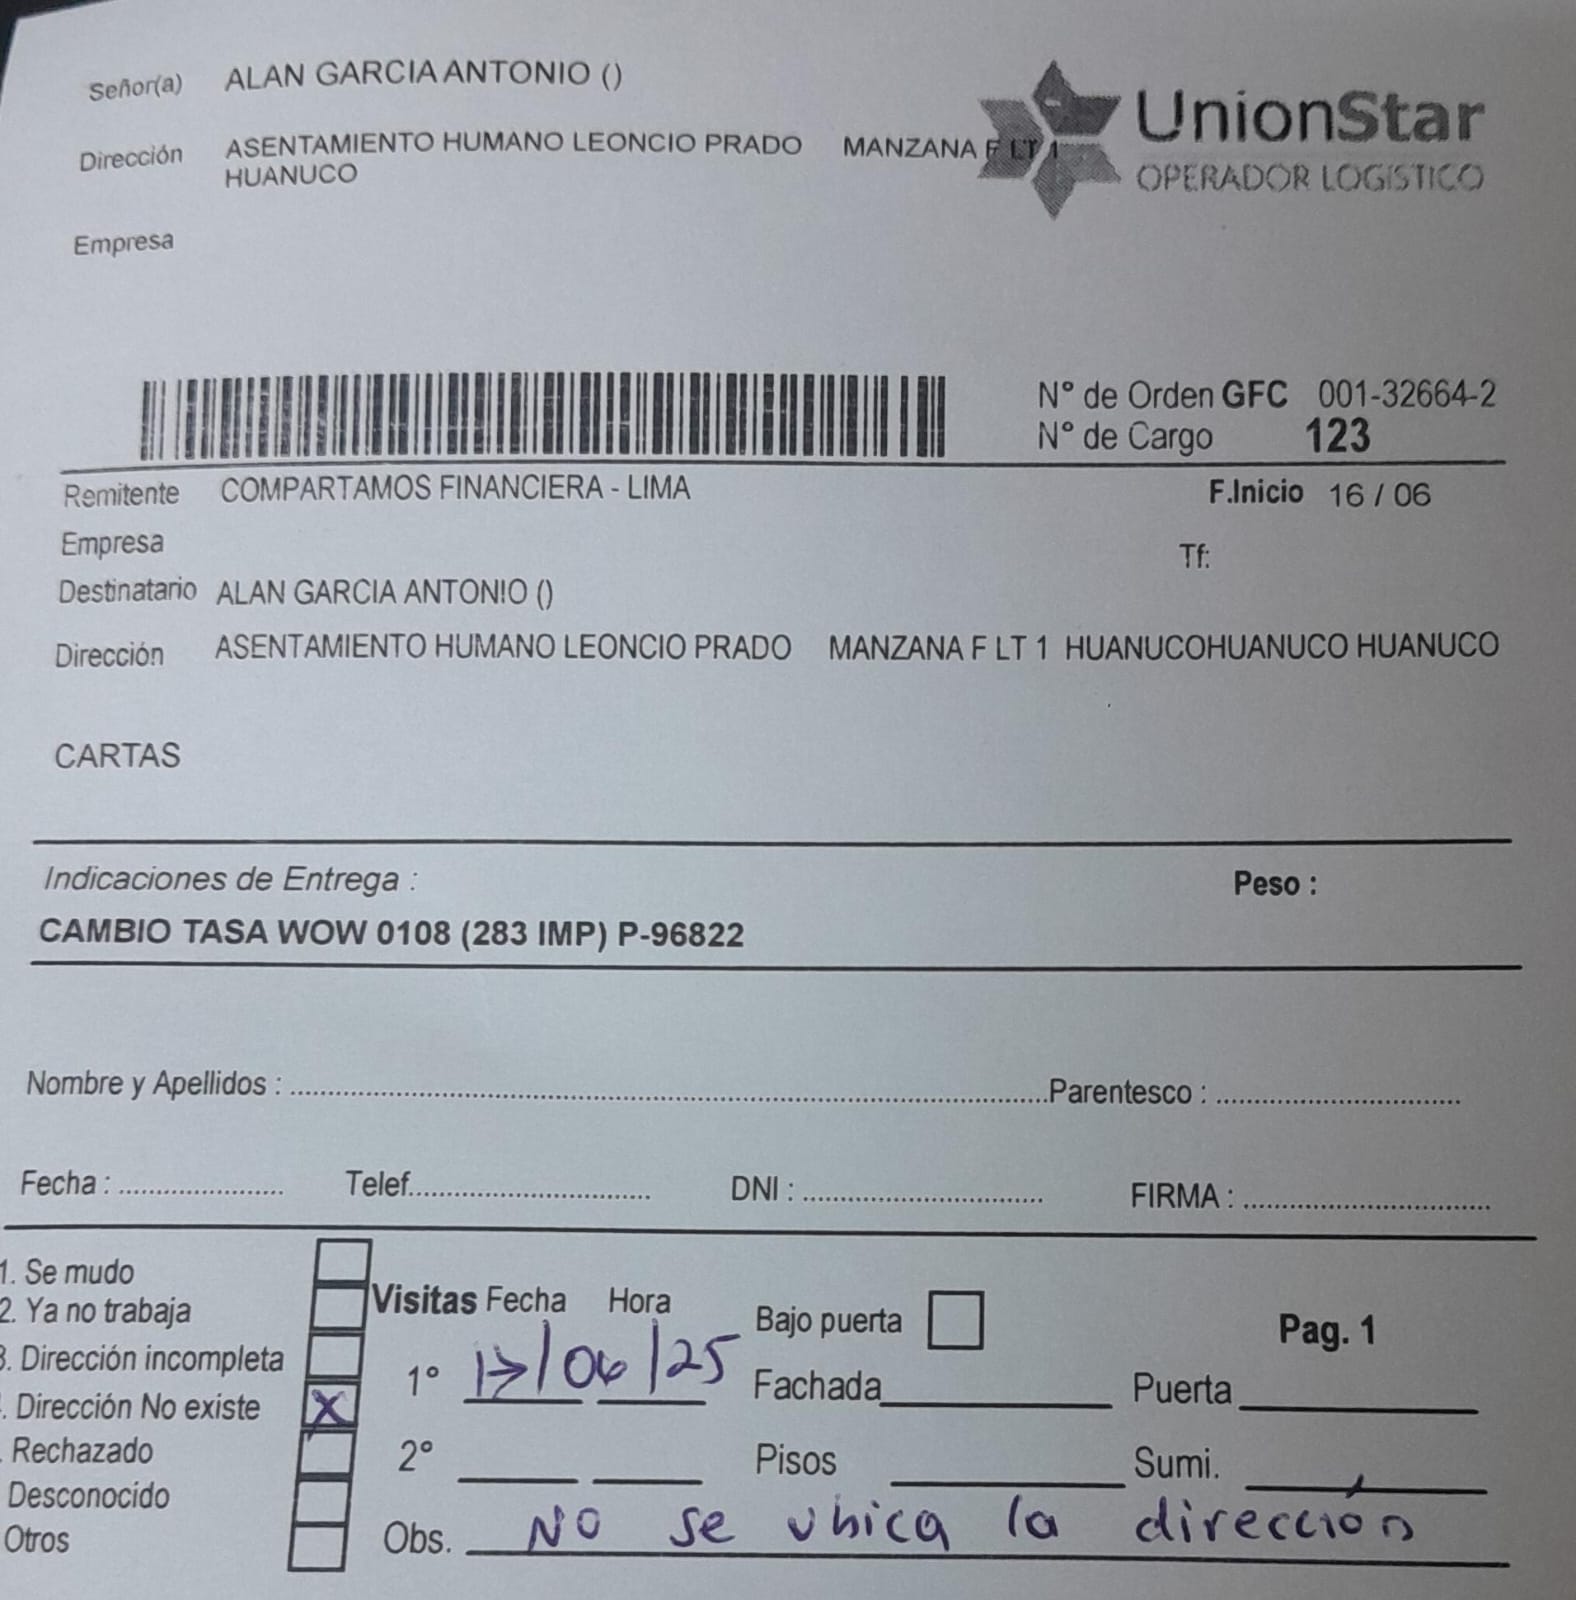 Señor(a) ALAN GARCIA ANTONIO ()
Dirección ASENTAMIENTO HUMANO LEONCIO PRADO MANZANA F LT 1
HUANUCO
UnionStar
OPERADOR LOGISTICO
Empresa
N° de Orden GFC 001-32664-2
N° de Cargo 123
Remitente COMPARTAMOS FINANCIERA - LIMA F.Inicio 16 / 06
Empresa Tf:
Destinatario ALAN GARCIA ANTONIO ()
Dirección ASENTAMIENTO HUMANO LEONCIO PRADO MANZANA F LT 1 HUANUCOHUANUCO HUANUCO
CARTAS
Indicaciones de Entrega : Peso :
CAMBIO TASA WOW 0108 (283 IMP) P-96822
Nombre y Apellidos : Parentesco :
Fecha : Telef. DNI : FIRMA :
1. Se mudo
2. Ya no trabaja
3. Dirección incompleta
. Dirección No existe X
. Rechazado
Desconocido
Otros
Visitas Fecha Hora
1° 17/06/25
2°
Bajo puerta Pag. 1
Fachada Puerta
Pisos Sumi.
Obs. No se ubica la dirección